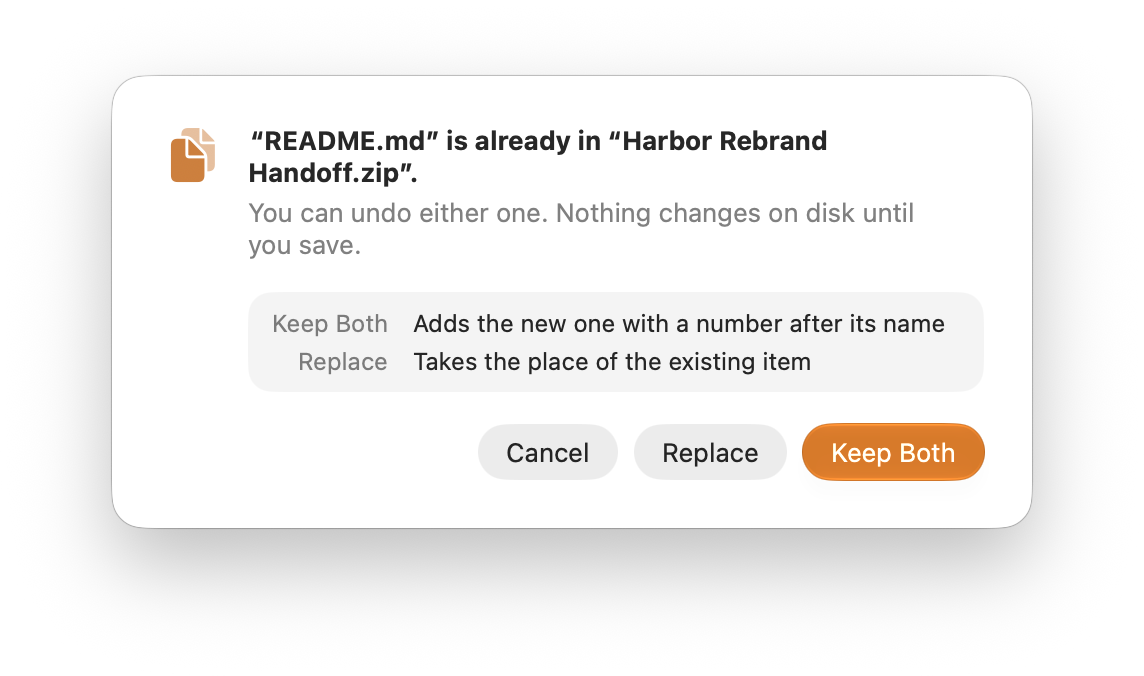 “README.md” is already in “Harbor Rebrand
Handoff.zip”.
You can undo either one. Nothing changes on disk until
you save.
Keep Both Adds the new one with a number after its name
Replace Takes the place of the existing item
Cancel Replace Keep Both